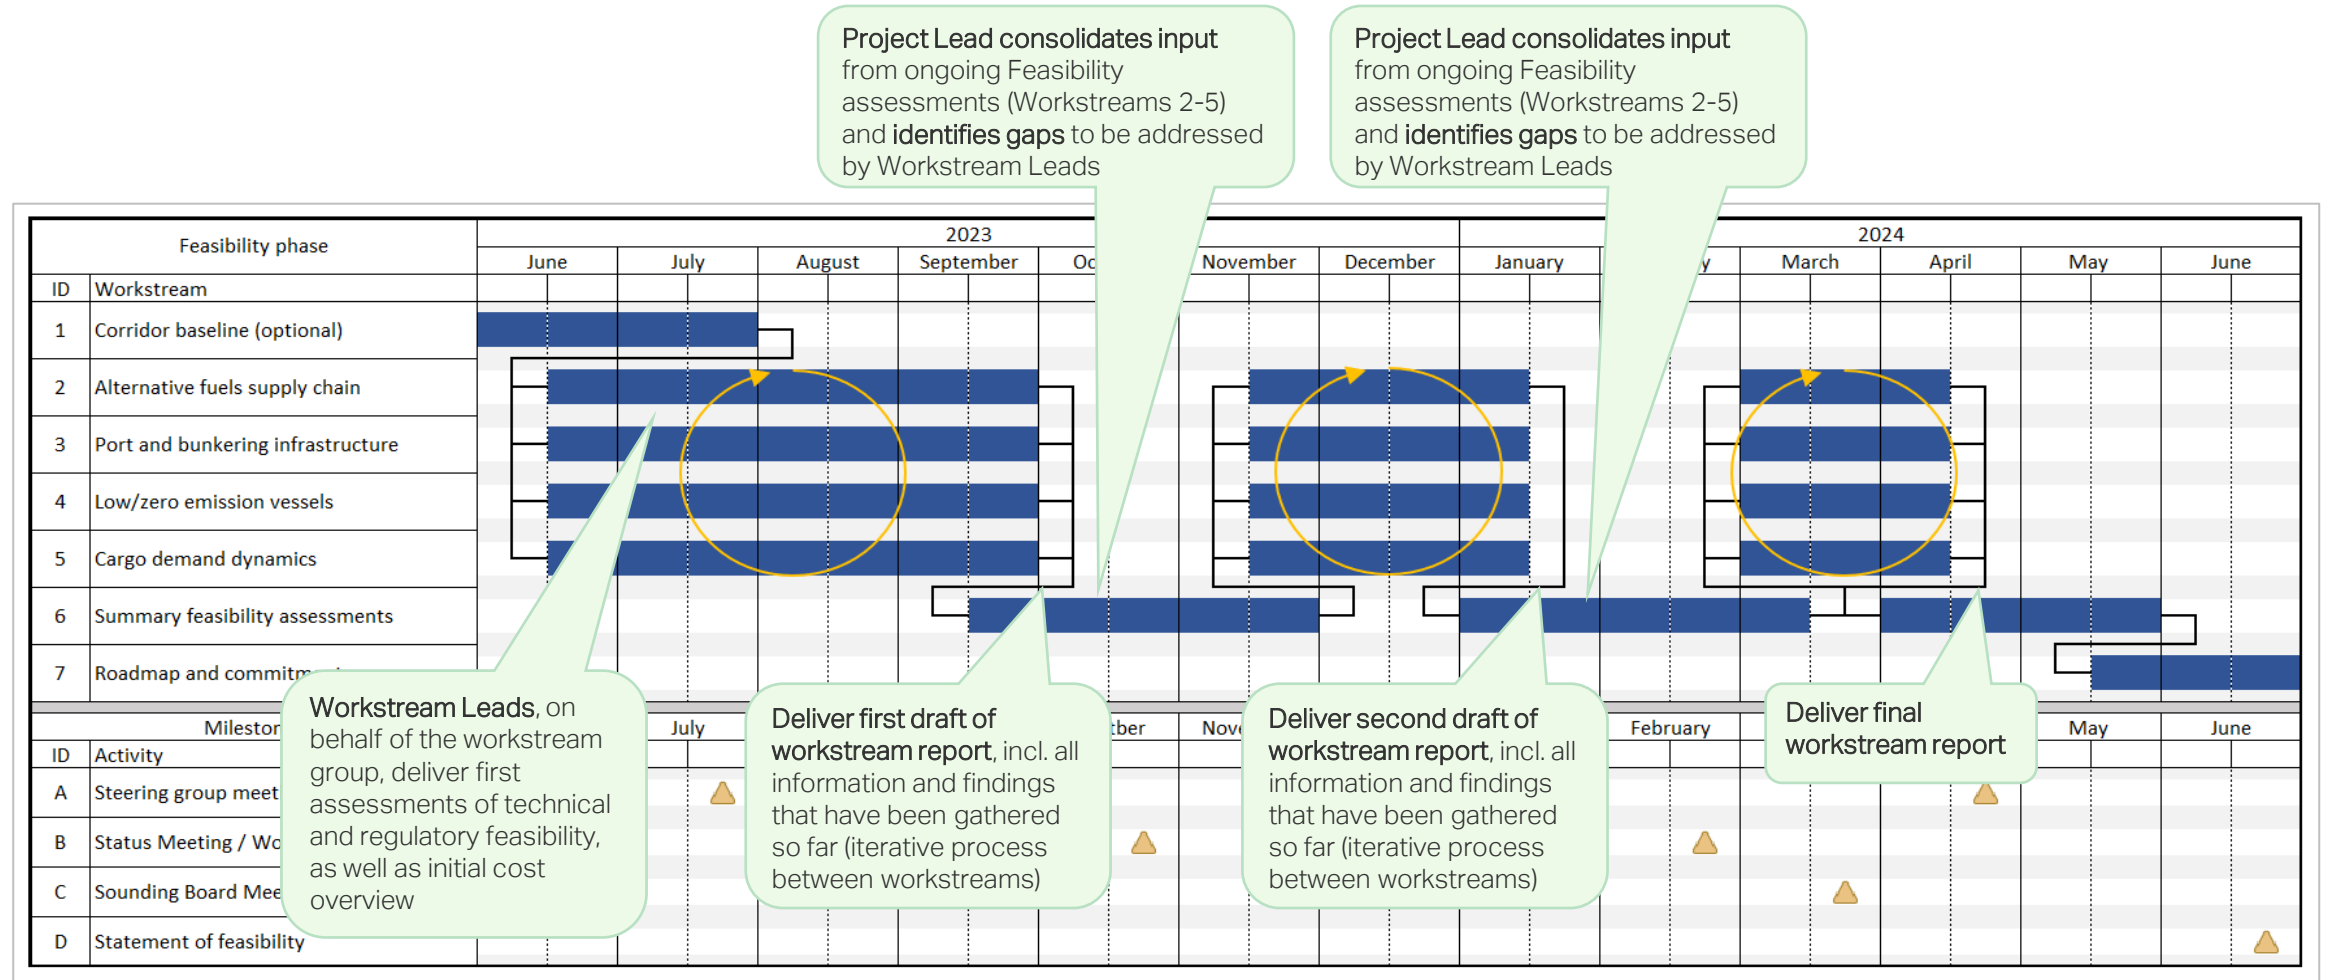 Project Lead consolidates input
from ongoing Feasibility
assessments (Workstreams 2-5)
and identifies gaps to be addressed
by Workstream Leads
Project Lead consolidates input
from ongoing Feasibility
assessments (Workstreams 2-5)
and identifies gaps to be addressed
by Workstream Leads
Feasibility phase
2023
2024
June July August September November December January March April May June
ID Workstream
1 Corridor baseline (optional)
2 Alternative fuels supply chain
3 Port and bunkering infrastructure
4 Low/zero emission vessels
5 Cargo demand dynamics
6 Summary feasibility assessments
7 Roadmap and
July February May June
ID Activity
A Steering group
B Status Meeting /
C Sounding Board
D Statement of feasibility
Workstream Leads, on
behalf of the workstream
group, deliver first
assessments of technical
and regulatory feasibility,
as well as initial cost
overview
Deliver first draft of
workstream report, incl. all
information and findings
that have been gathered
so far (iterative process
between workstreams)
Deliver second draft of
workstream report, incl. all
information and findings
that have been gathered
so far (iterative process
between workstreams)
Deliver final
workstream report